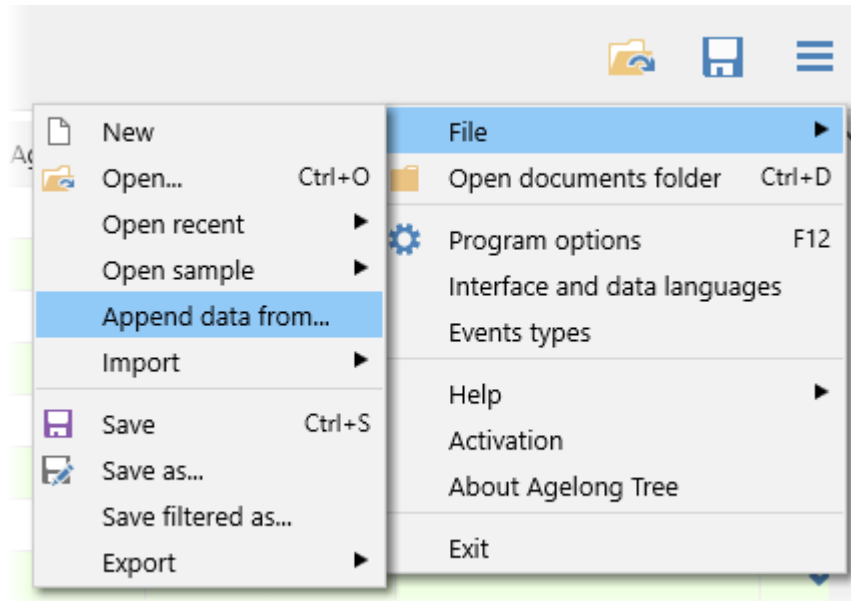 New
Open... Ctrl+O
Open recent
Open sample
Append data from...
Import
Save Ctrl+S
Save as...
Save filtered as...
Export
File
Open documents folder Ctrl+D
Program options F12
Interface and data languages
Events types
Help
Activation
About Agelong Tree
Exit